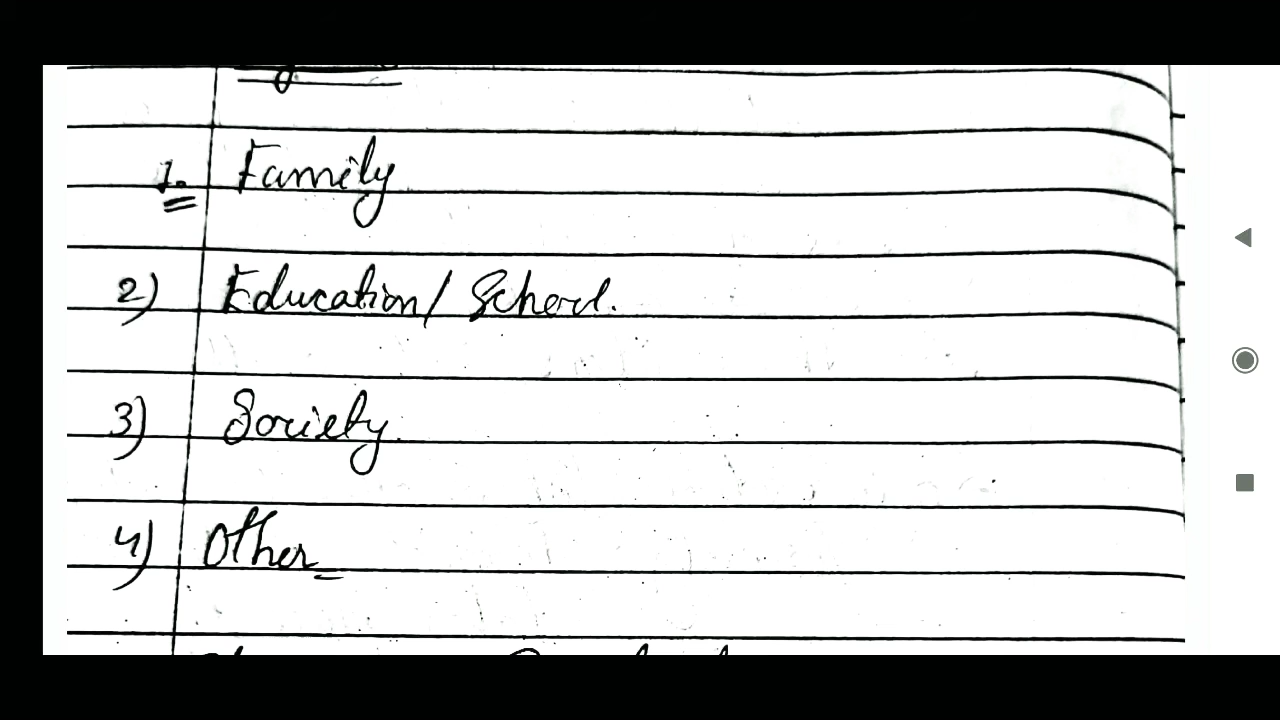 1. Family
2) Education/ School.
3) Society
4) Other